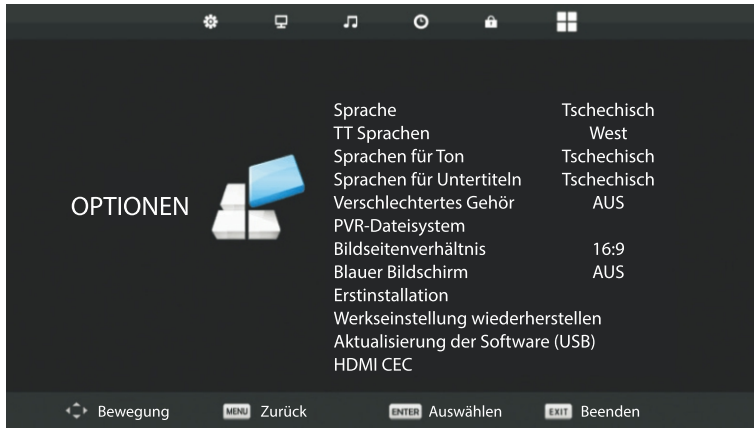 OPTIONEN
Sprache Tschechisch
TT Sprachen West
Sprachen für Ton Tschechisch
Sprachen für Untertiteln Tschechisch
Verschlechtertes Gehör AUS
PVR-Dateisystem
Bildseitenverhältnis 16:9
Blauer Bildschirm AUS
Erstinstallation
Werkseinstellung wiederherstellen
Aktualisierung der Software (USB)
HDMI CEC
Bewegung MENU Zurück ENTER Auswählen EXIT Beenden